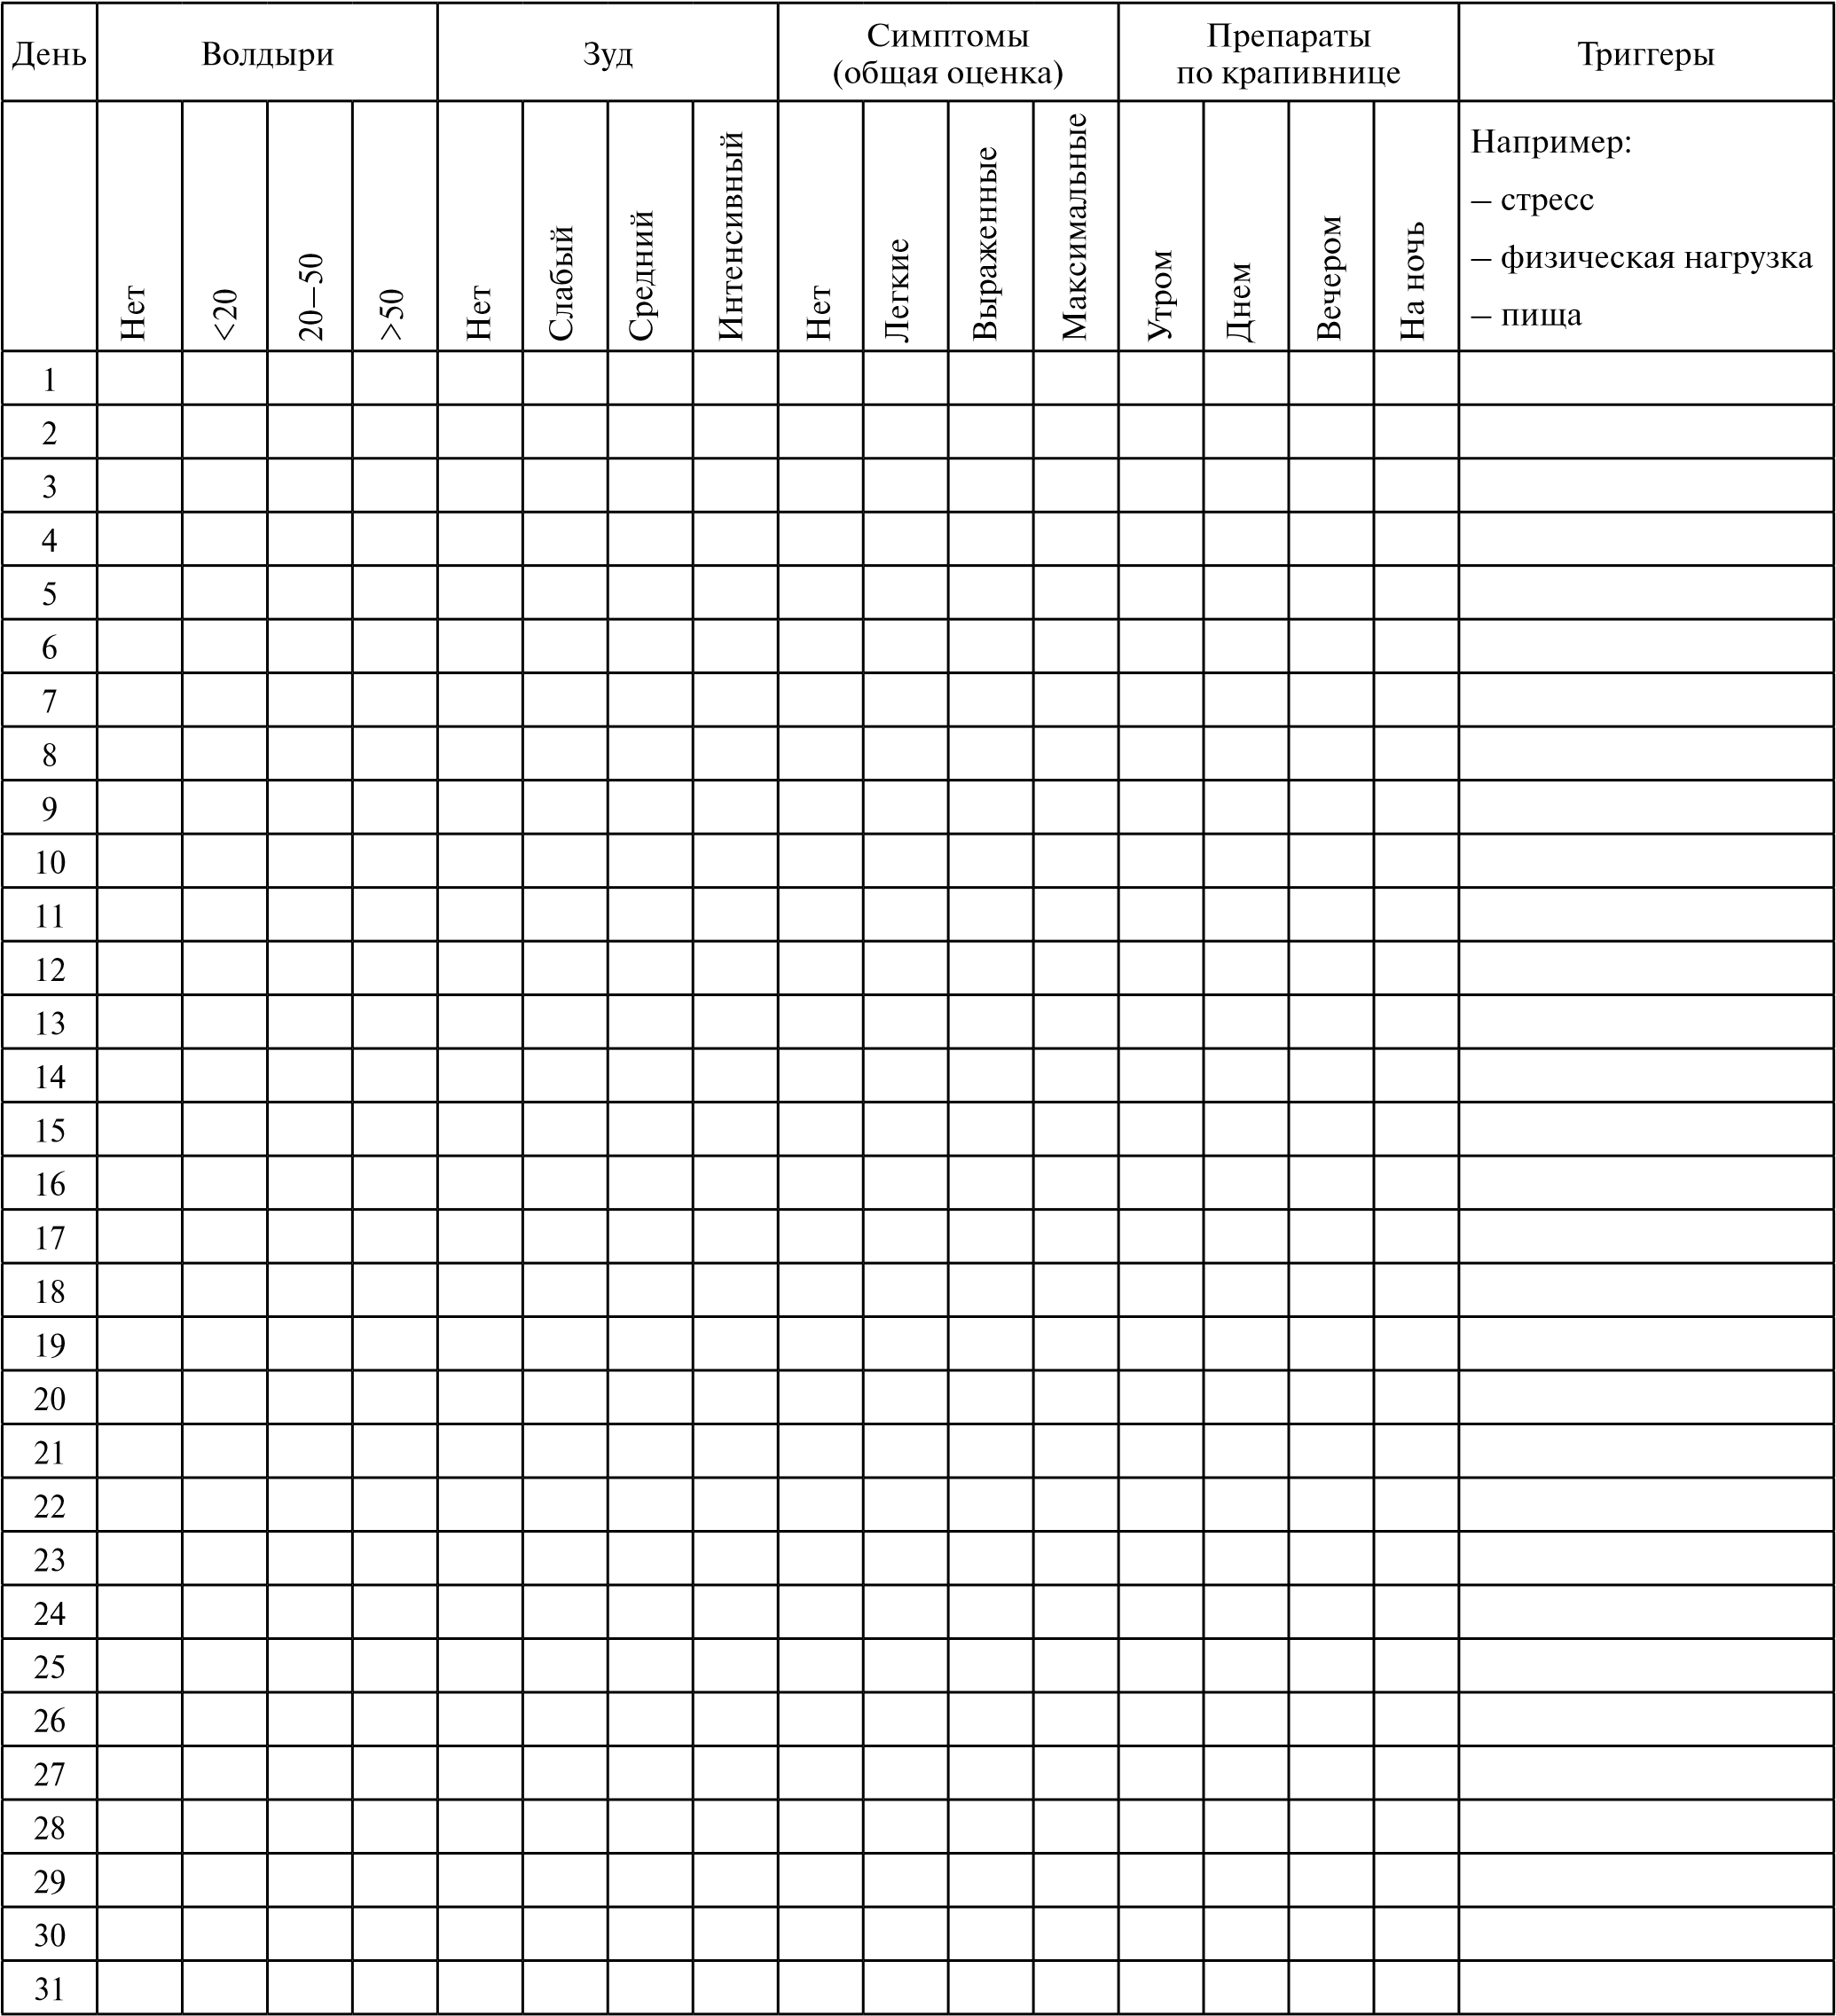 День
Волдыри
Зуд
Симптомы
(общая оценка)
Препараты
по крапивнице
Триггеры
Нет
<20
20–50
>50
Нет
Слабый
Средний
Интенсивный
Нет
Легкие
Выраженные
Максимальные
Утром
Днем
Вечером
На ночь
Например:
– стресс
– физическая нагрузка
– пища
1
2
3
4
5
6
7
8
9
10
11
12
13
14
15
16
17
18
19
20
21
22
23
24
25
26
27
28
29
30
31